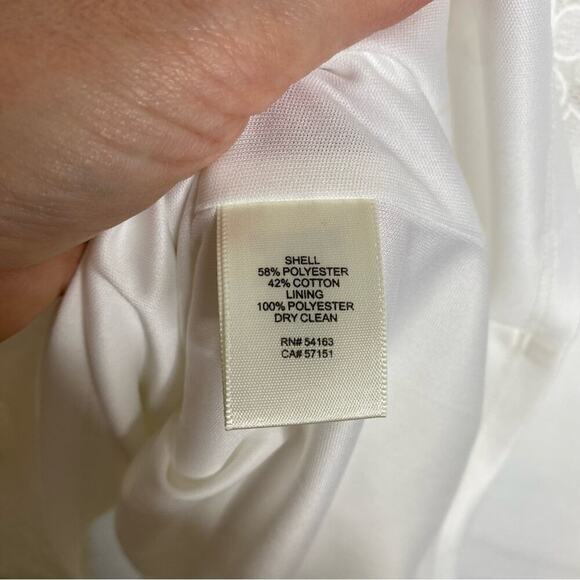 SHELL
58% POLYESTER
42% COTTON
LINING
100% POLYESTER
DRY CLEAN
RN# 54163
CA# 57151